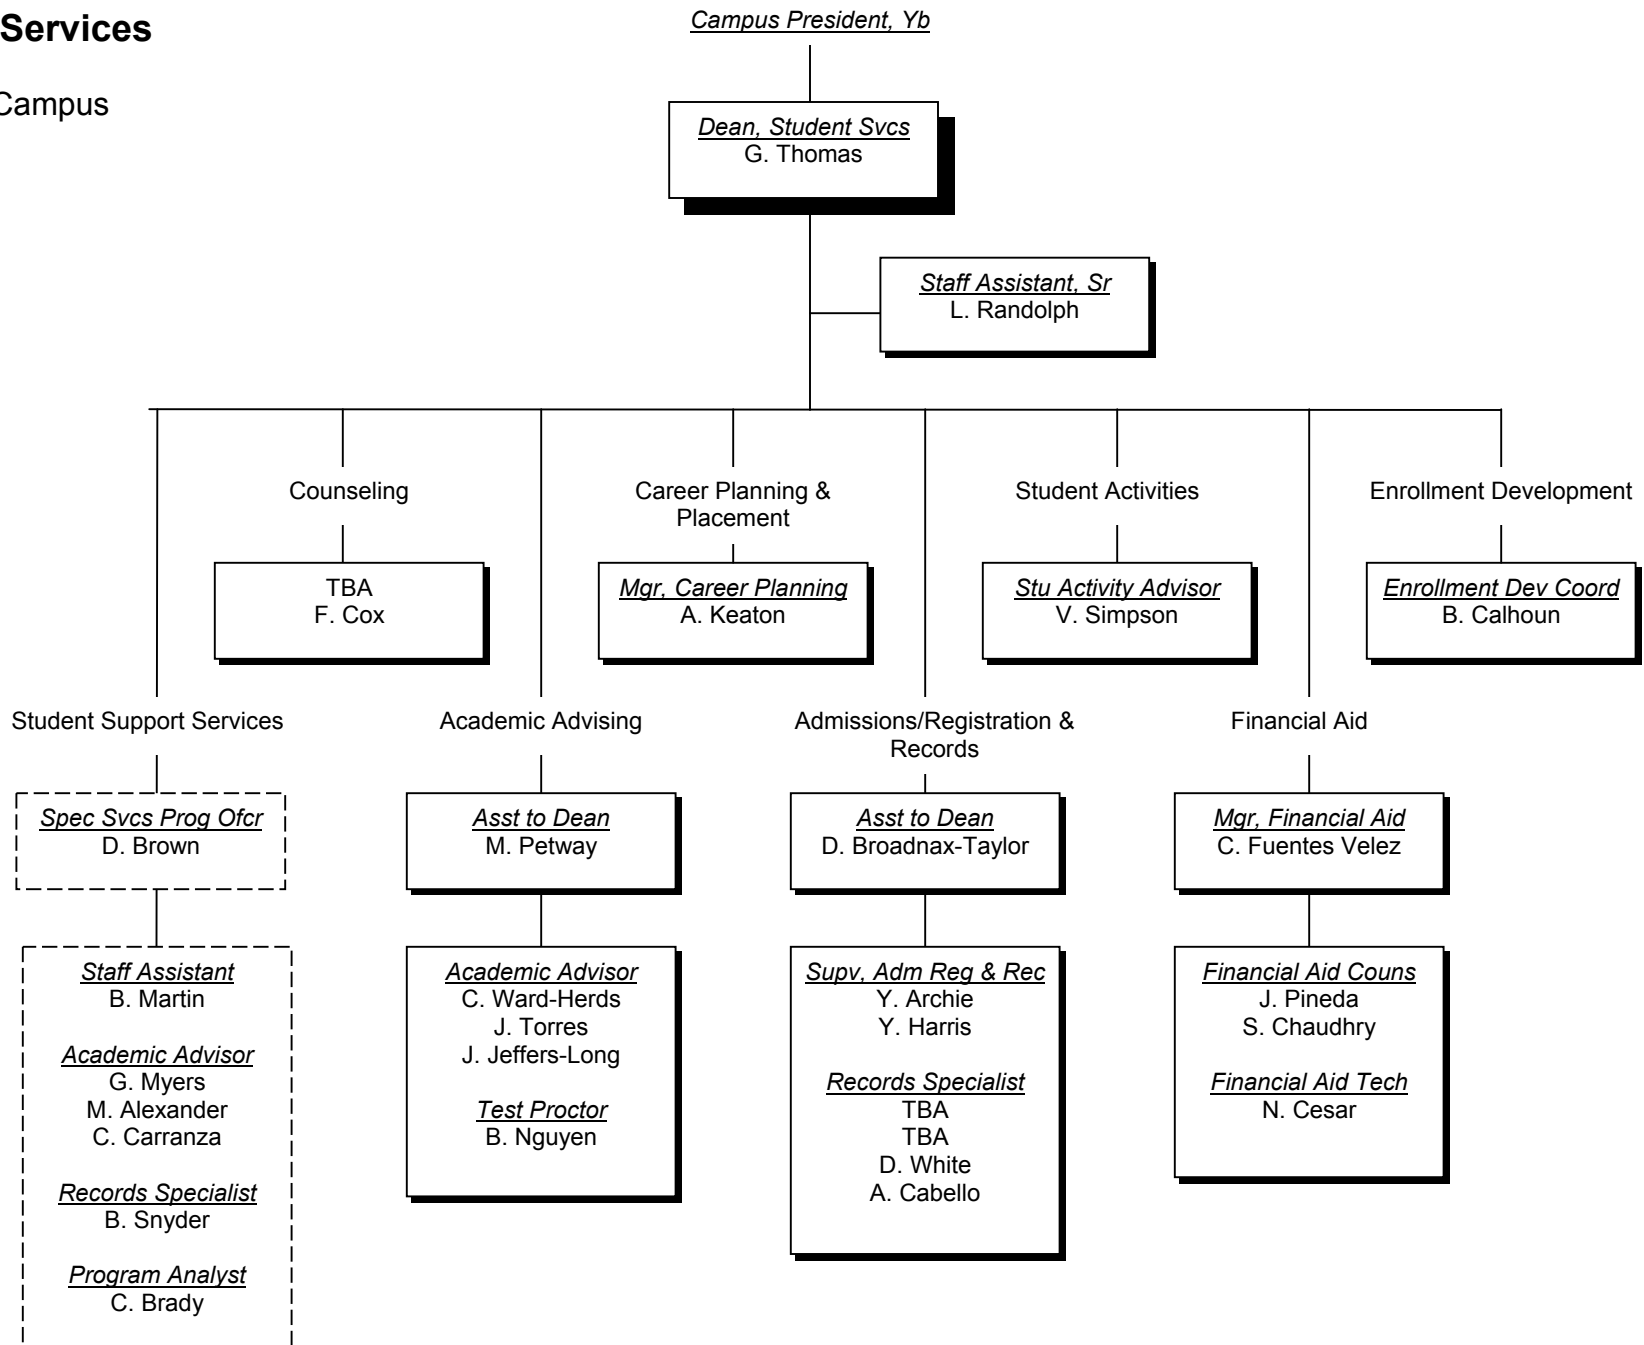 Services
Campus
Campus President, Yb
Dean, Student Svcs
G. Thomas
Staff Assistant, Sr
L. Randolph
Counseling
TBA
F. Cox
Career Planning &
Placement
Mgr, Career Planning
A. Keaton
Student Activities
Stu Activity Advisor
V. Simpson
Enrollment Development
Enrollment Dev Coord
B. Calhoun
Student Support Services
Spec Svcs Prog Ofcr
D. Brown
Staff Assistant
B. Martin
Academic Advisor
G. Myers
M. Alexander
C. Carranza
Records Specialist
B. Snyder
Program Analyst
C. Brady
Academic Advising
Asst to Dean
M. Petway
Academic Advisor
C. Ward-Herds
J. Torres
J. Jeffers-Long
Test Proctor
B. Nguyen
Admissions/Registration &
Records
Asst to Dean
D. Broadnax-Taylor
Supv, Adm Reg & Rec
Y. Archie
Y. Harris
Records Specialist
TBA
TBA
D. White
A. Cabello
Financial Aid
Mgr, Financial Aid
C. Fuentes Velez
Financial Aid Couns
J. Pineda
S. Chaudhry
Financial Aid Tech
N. Cesar